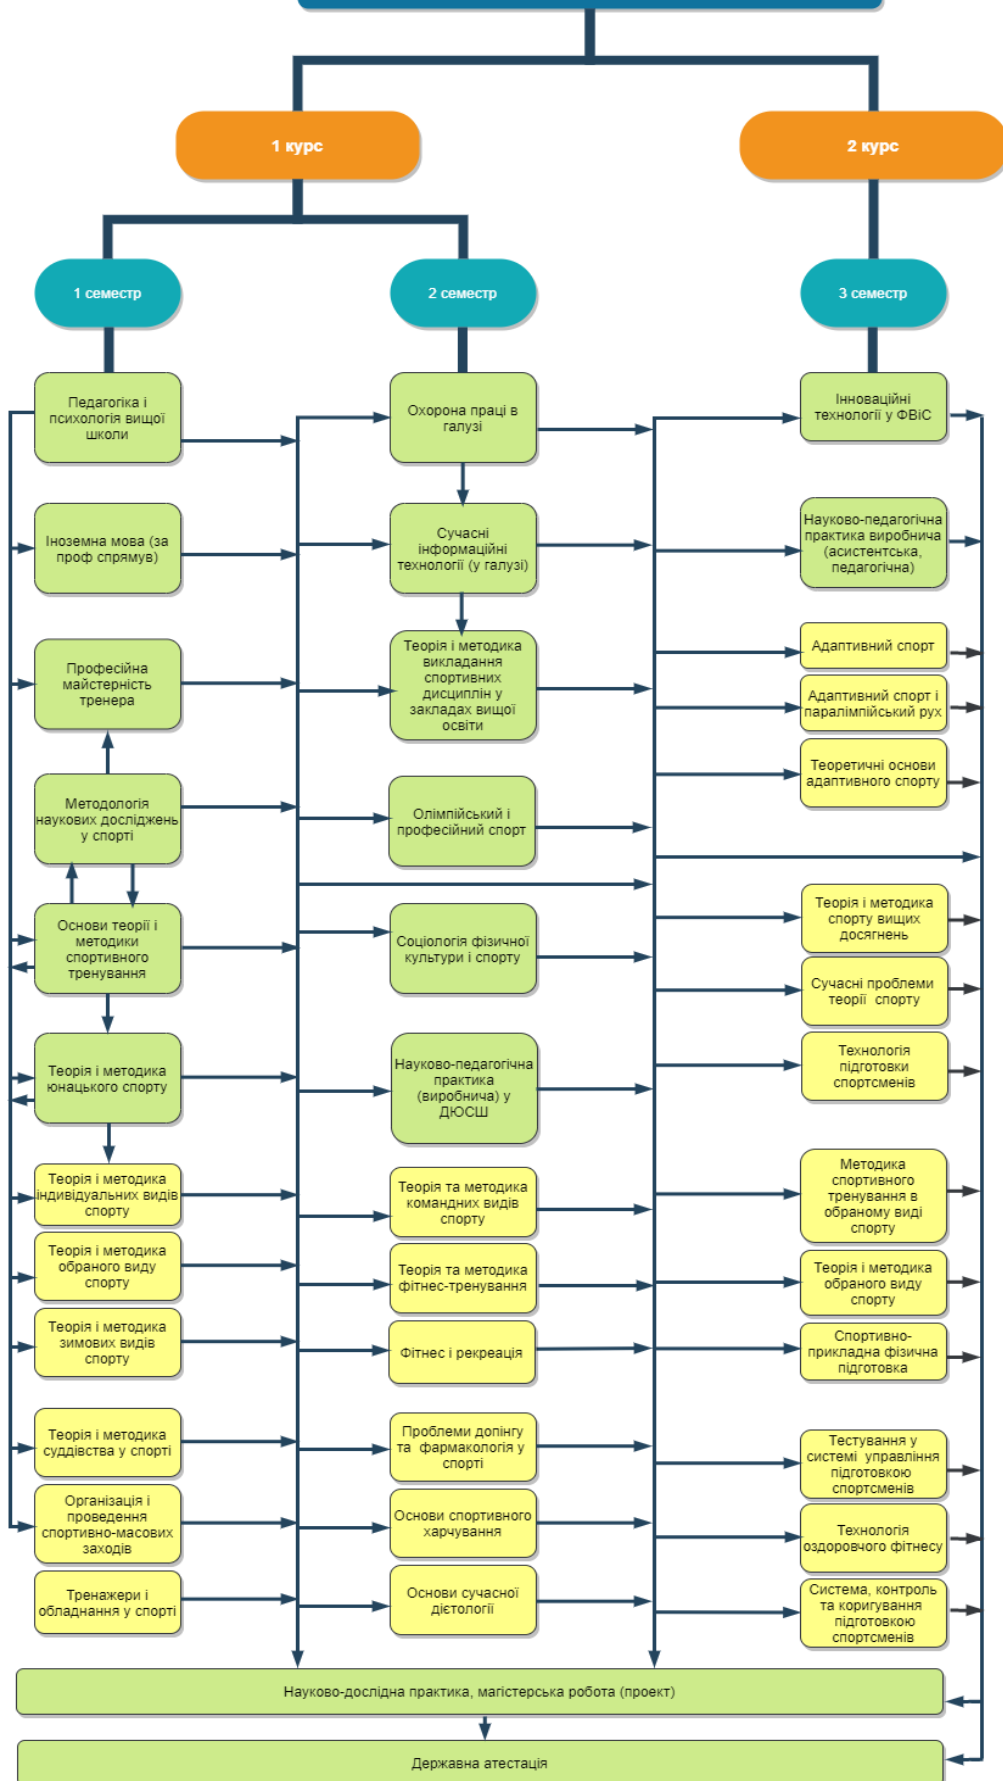 1 курс
2 курс
1 семестр
2 семестр
3 семестр
Педагогіка і
психологія вищої
школи
Іноземна мова (за
проф спрямув)
Професійна
майстерність
тренера
Методологія
наукових досліджень
у спорті
Основи теорії і
методики
спортивного
тренування
Теорія і методика
юнацького спорту
Теорія і методика
індивідуальних видів
спорту
Теорія і методика
обраного виду
спорту
Теорія і методика
зимових видів
спорту
Теорія і методика
суддівства у спорті
Організація і
проведення
спортивно-масових
заходів
Тренажери і
обладнання у спорті
Охорона праці в
галузі
Сучасні
інформаційні
технології (у галузі)
Теорія і методика
викладання
спортивних
дисциплін у
закладах вищої
освіти
Олімпійський і
професійний спорт
Соціологія фізичної
культури і спорту
Науково-педагогічна
практика
(виробнича) у
ДЮСШ
Теорія та методика
командних видів
спорту
Теорія та методика
фітнес-тренування
Фітнес і рекреація
Проблеми допінгу
та фармакологія у
спорті
Основи спортивного
харчування
Основи сучасної
дієтології
Інноваційні
технології у ФВіС
Науково-педагогічна
практика виробнича
(асистентська,
педагогічна)
Адаптивний спорт
Адаптивний спорт і
паралімпійський рух
Теоретичні основи
адаптивного спорту
Теорія і методика
спорту вищих
досягнень
Сучасні проблеми
теорії спорту
Технологія
підготовки
спортсменів
Методика
спортивного
тренування в
обраному виді
спорту
Теорія і методика
обраного виду
спорту
Спортивно-
прикладна фізична
підготовка
Тестування у
системі управління
підготовкою
спортсменів
Технологія
оздоровчого фітнесу
Система, контроль
та коригування
підготовкою
спортсменів
Науково-дослідна практика, магістерська робота (проект)
Державна атестація